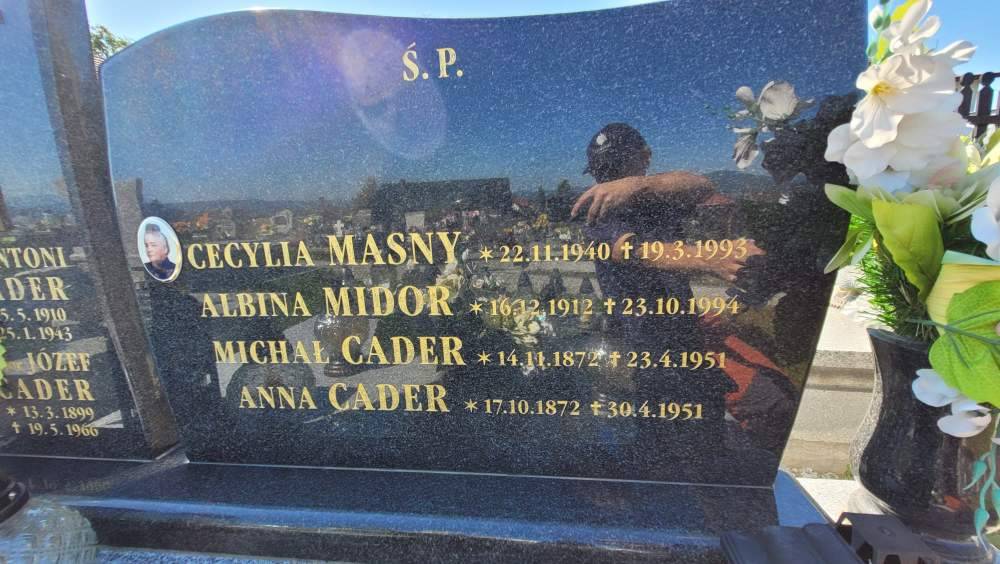 Ś. P.
CECYLIA MASNY * 22.11.1940 ✝ 19.3.1993
ALBINA MIDOR * 16.12.1912 ✝ 23.10.1994
MICHAŁ CADER * 14.11.1872 ✝ 23.4.1951
ANNA CADER * 17.10.1872 ✝ 30.4.1951
NTONI
ADER
5.5.1910
25.1.1943
JÓZEF
CADER
* 13.3.1899
✝ 19.5.1966